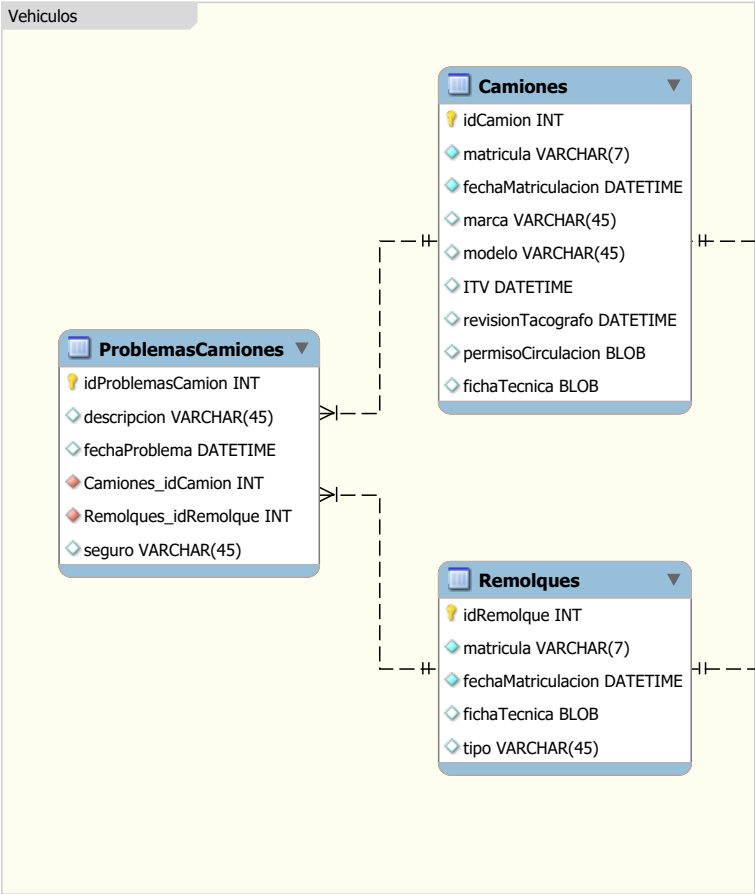 Vehiculos
Camiones
idCamion INT
matricula VARCHAR(7)
fechaMatriculacion DATETIME
marca VARCHAR(45)
modelo VARCHAR(45)
ITV DATETIME
revisionTacografo DATETIME
permisoCirculacion BLOB
fichaTecnica BLOB
ProblemasCamiones
idProblemasCamion INT
descripcion VARCHAR(45)
fechaProblema DATETIME
Camiones_idCamion INT
Remolques_idRemolque INT
seguro VARCHAR(45)
Remolques
idRemolque INT
matricula VARCHAR(7)
fechaMatriculacion DATETIME
fichaTecnica BLOB
tipo VARCHAR(45)